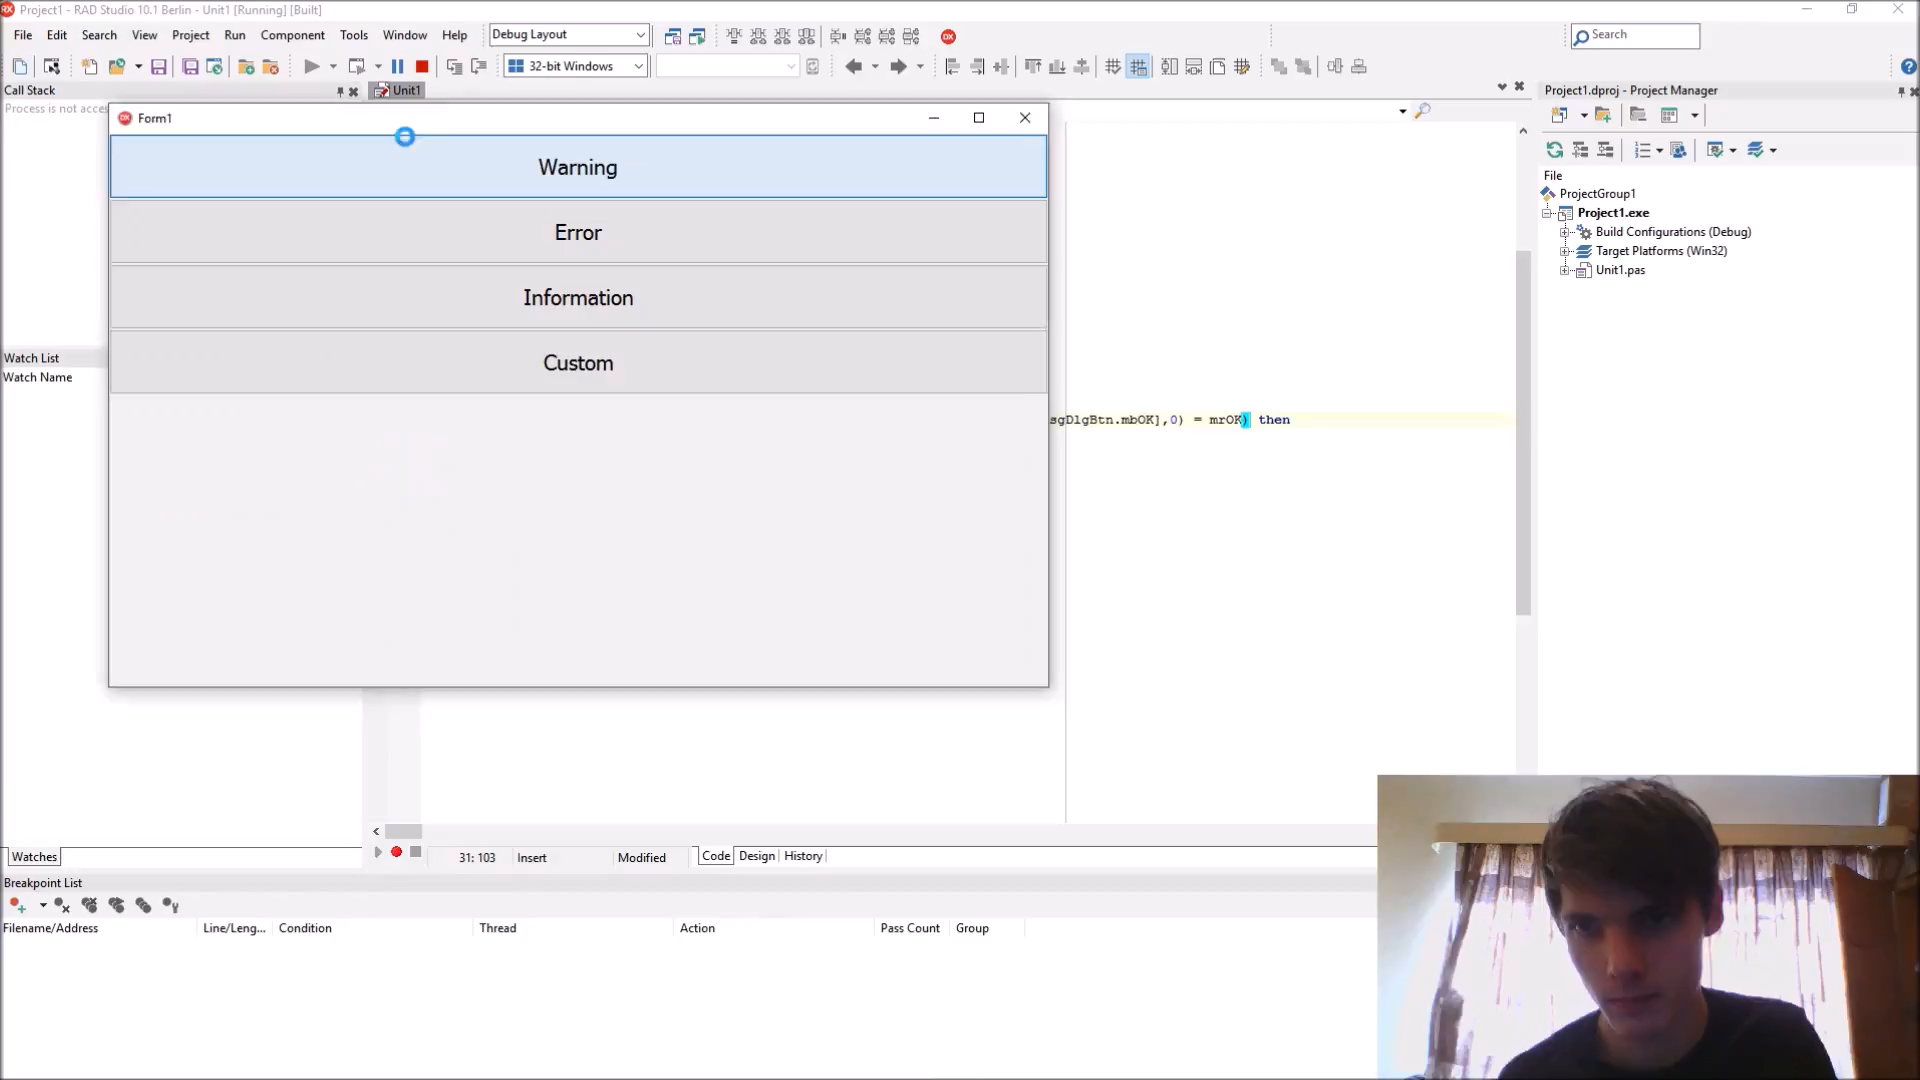 Project1 - RAD Studio 10.1 Berlin - Unit1 [Running] [Built]
File Edit Search View Project Run Component Tools Window Help Debug Layout Search
32-bit Windows
Call Stack Unit1 Project1.dproj - Project Manager
Process is not acces
Form1
Warning
Error
Information
Custom
File
ProjectGroup1
Project1.exe
Build Configurations (Debug)
Target Platforms (Win32)
Unit1.pas
Watch List
Watch Name
sgDlgBtn.mbOK],0) = mrOK) then
Watches 31: 103 Insert Modified Code Design History
Breakpoint List
Filename/Address Line/Leng... Condition Thread Action Pass Count Group